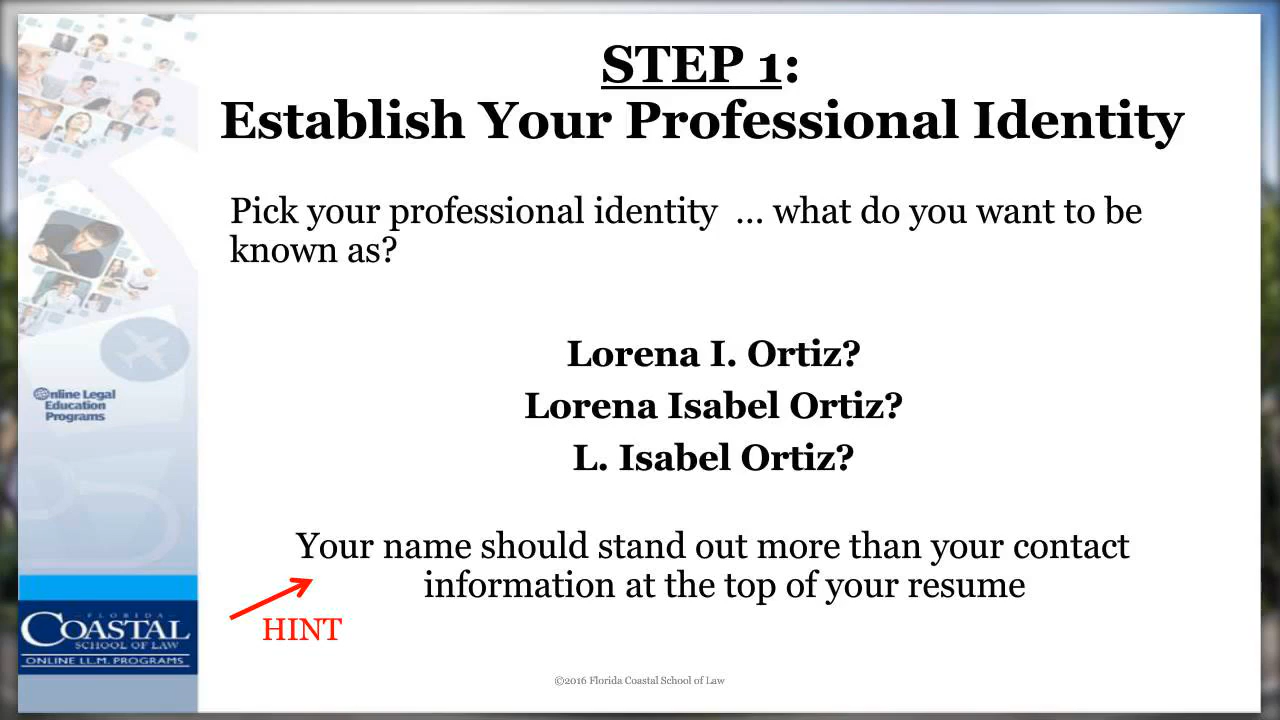 STEP 1:
Establish Your Professional Identity
Pick your professional identity ... what do you want to be
known as?
Lorena I. Ortiz?
Lorena Isabel Ortiz?
L. Isabel Ortiz?
Your name should stand out more than your contact
information at the top of your resume
HINT
Online Legal
Education
Programs
FLORIDA
COASTAL
SCHOOL OF LAW
ONLINE LL.M. PROGRAMS
©2016 Florida Coastal School of Law